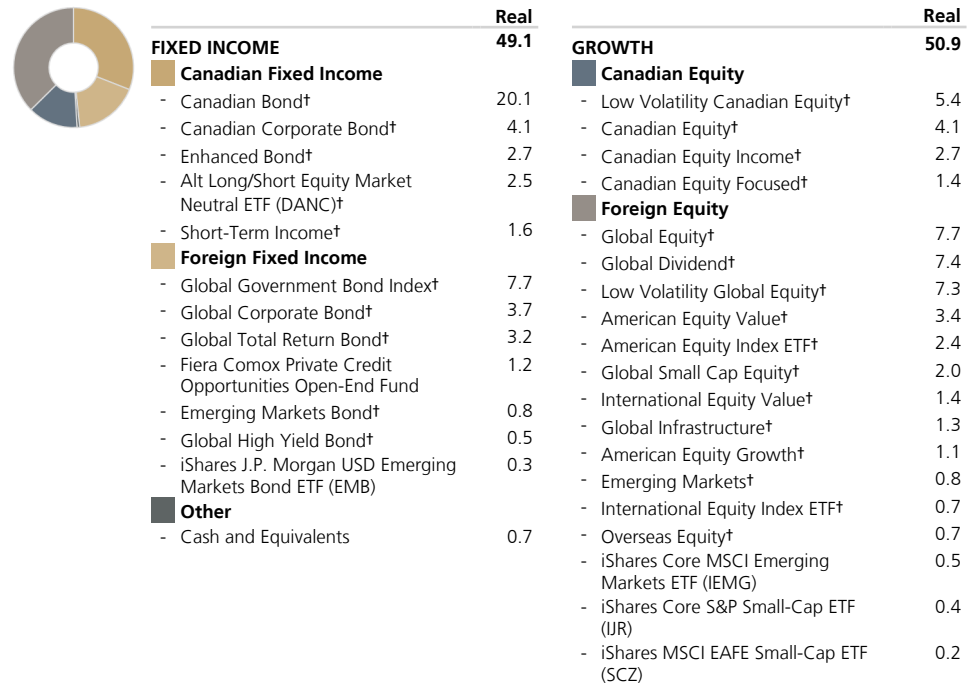 Real
FIXED INCOME 49.1
Canadian Fixed Income
- Canadian Bond† 20.1
- Canadian Corporate Bond† 4.1
- Enhanced Bond† 2.7
- Alt Long/Short Equity Market 2.5
Neutral ETF (DANC)†
- Short-Term Income† 1.6
Foreign Fixed Income
- Global Government Bond Index† 7.7
- Global Corporate Bond† 3.7
- Global Total Return Bond† 3.2
- Fiera Comox Private Credit 1.2
Opportunities Open-End Fund
- Emerging Markets Bond† 0.8
- Global High Yield Bond† 0.5
- iShares J.P. Morgan USD Emerging 0.3
Markets Bond ETF (EMB)
Other
- Cash and Equivalents 0.7
Real
GROWTH 50.9
Canadian Equity
- Low Volatility Canadian Equity† 5.4
- Canadian Equity† 4.1
- Canadian Equity Income† 2.7
- Canadian Equity Focused† 1.4
Foreign Equity
- Global Equity† 7.7
- Global Dividend† 7.4
- Low Volatility Global Equity† 7.3
- American Equity Value† 3.4
- American Equity Index ETF† 2.4
- Global Small Cap Equity† 2.0
- International Equity Value† 1.4
- Global Infrastructure† 1.3
- American Equity Growth† 1.1
- Emerging Markets† 0.8
- International Equity Index ETF† 0.7
- Overseas Equity† 0.7
- iShares Core MSCI Emerging 0.5
Markets ETF (IEMG)
- iShares Core S&P Small-Cap ETF 0.4
(IJR)
- iShares MSCI EAFE Small-Cap ETF 0.2
(SCZ)